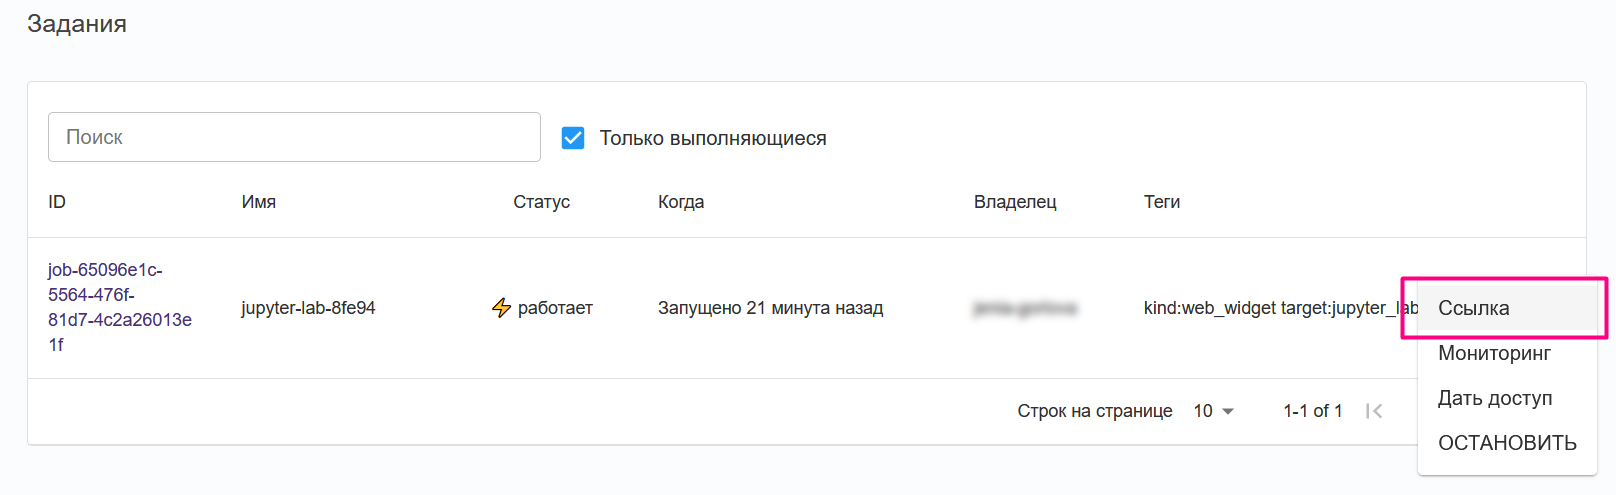 Задания
Поиск
Только выполняющиеся
ID Имя Статус Когда Владелец Теги
job-65096e1c-
5564-476f-
81d7-4c2a26013e
1f
jupyter-lab-8fe94
работает
Запущено 21 минута назад
kind:web_widget target:jupyter_lab
Ссылка
Мониторинг
Дать доступ
ОСТАНОВИТЬ
Строк на странице 10 1-1 of 1